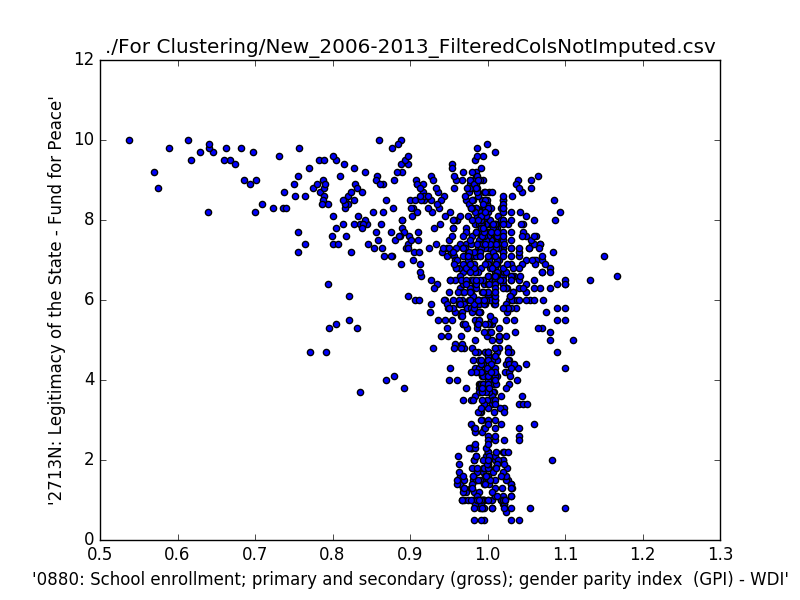 ./For Clustering/New_2006-2013_FilteredColsNotImputed.csv
'2713N: Legitimacy of the State - Fund for Peace'
12
10
8
6
4
2
0
0.5 0.6 0.7 0.8 0.9 1.0 1.1 1.2 1.3
'0880: School enrollment; primary and secondary (gross); gender parity index  (GPI) - WDI'